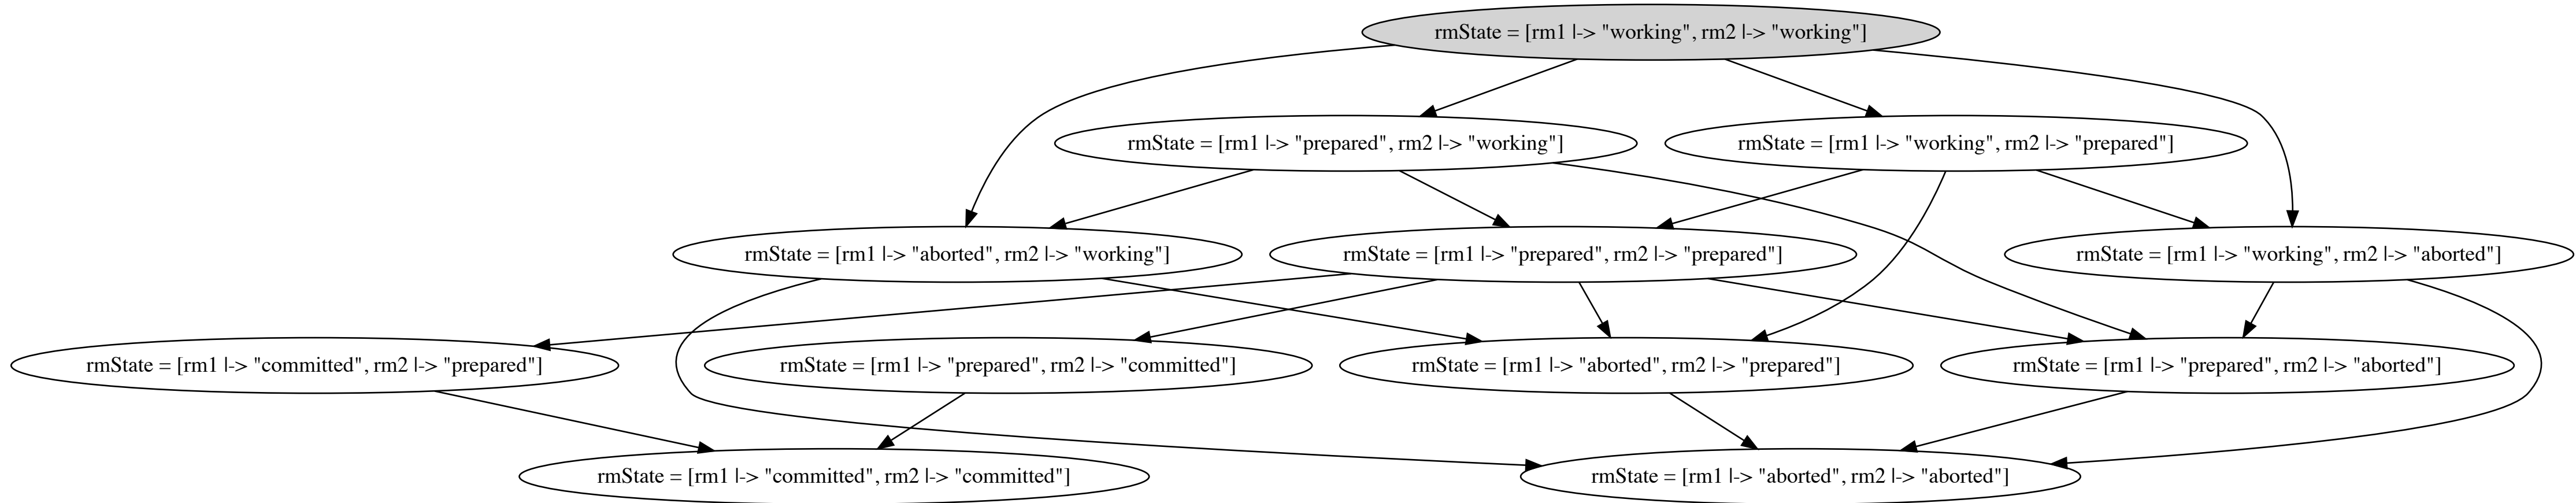 rmState = [rm1 |-> "working", rm2 |-> "working"]
rmState = [rm1 |-> "prepared", rm2 |-> "working"]
rmState = [rm1 |-> "working", rm2 |-> "prepared"]
rmState = [rm1 |-> "aborted", rm2 |-> "working"]
rmState = [rm1 |-> "prepared", rm2 |-> "prepared"]
rmState = [rm1 |-> "working", rm2 |-> "aborted"]
rmState = [rm1 |-> "committed", rm2 |-> "prepared"]
rmState = [rm1 |-> "prepared", rm2 |-> "committed"]
rmState = [rm1 |-> "aborted", rm2 |-> "prepared"]
rmState = [rm1 |-> "prepared", rm2 |-> "aborted"]
rmState = [rm1 |-> "committed", rm2 |-> "committed"]
rmState = [rm1 |-> "aborted", rm2 |-> "aborted"]